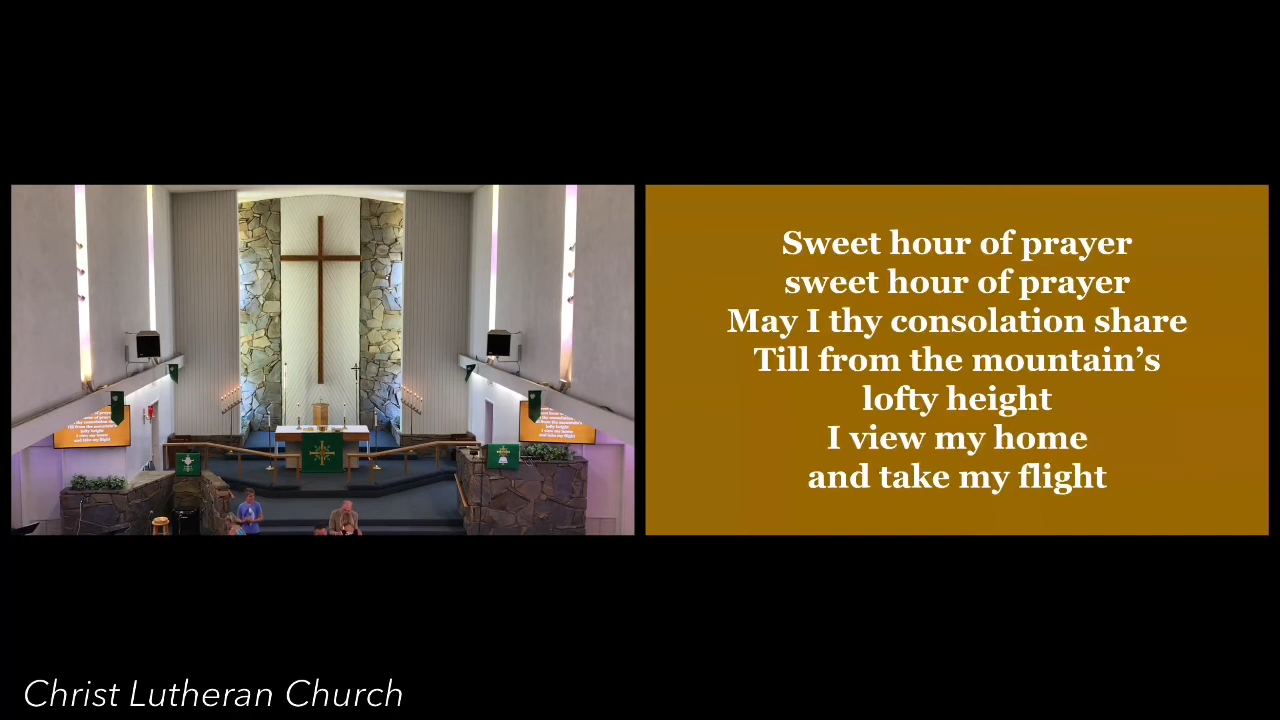 Sweet hour of prayer
sweet hour of prayer
May I thy consolation share
Till from the mountain’s
lofty height
I view my home
and take my flight
Christ Lutheran Church